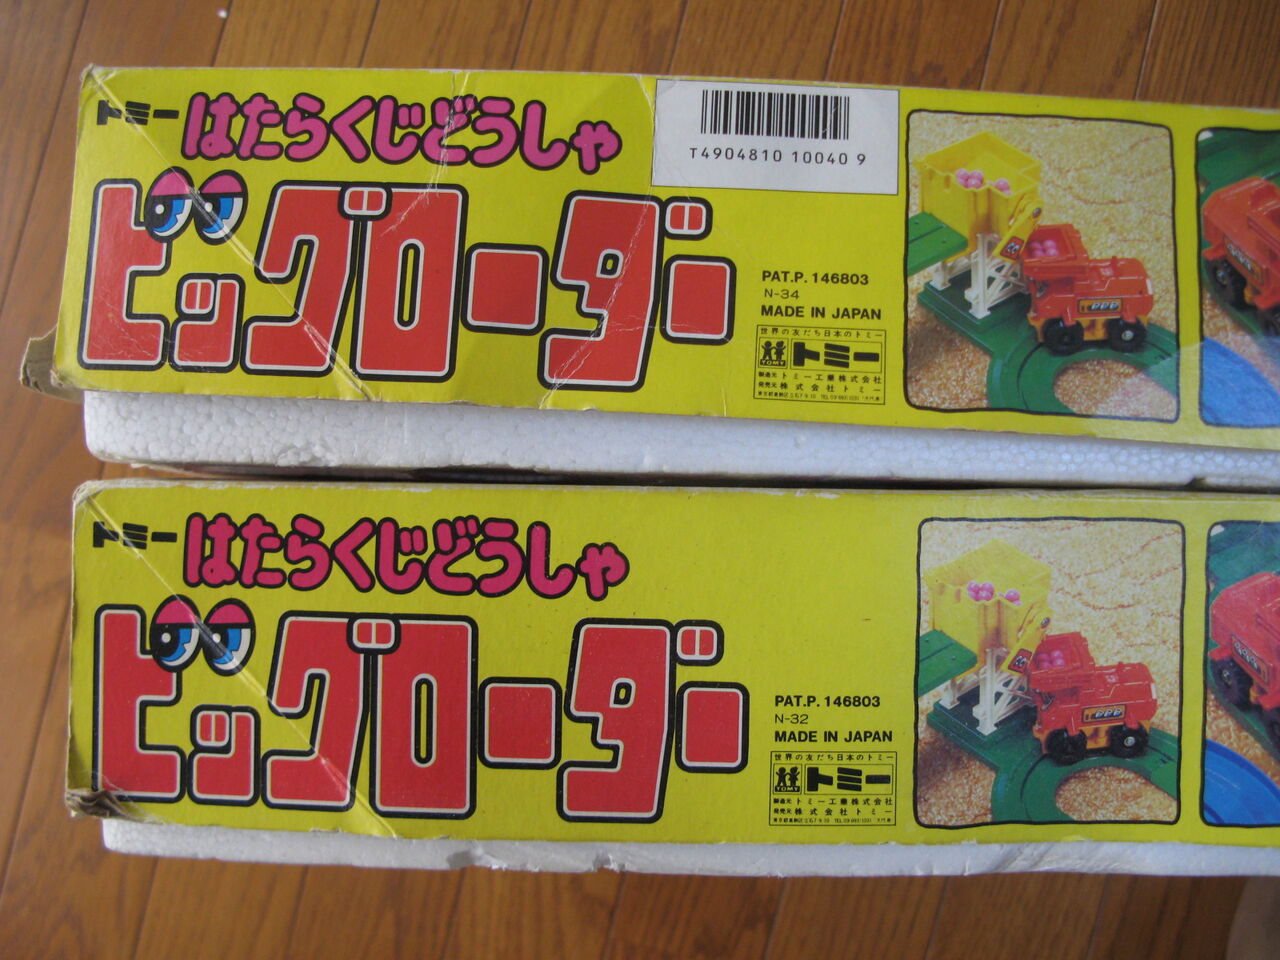 トミー はたらくじどうしゃ
ビッグローダー
T4904810 10040 9
PAT.P. 146803
N-34
MADE IN JAPAN
世界の友だち日本のトミー
TOMY
トミー
製造元 トミー工業株式会社
発売元 株式会社トミー
トミー はたらくじどうしゃ
ビッグローダー
PAT.P. 146803
N-32
MADE IN JAPAN
世界の友だち日本のトミー
TOMY
トミー
製造元 トミー工業株式会社
発売元 株式会社トミー